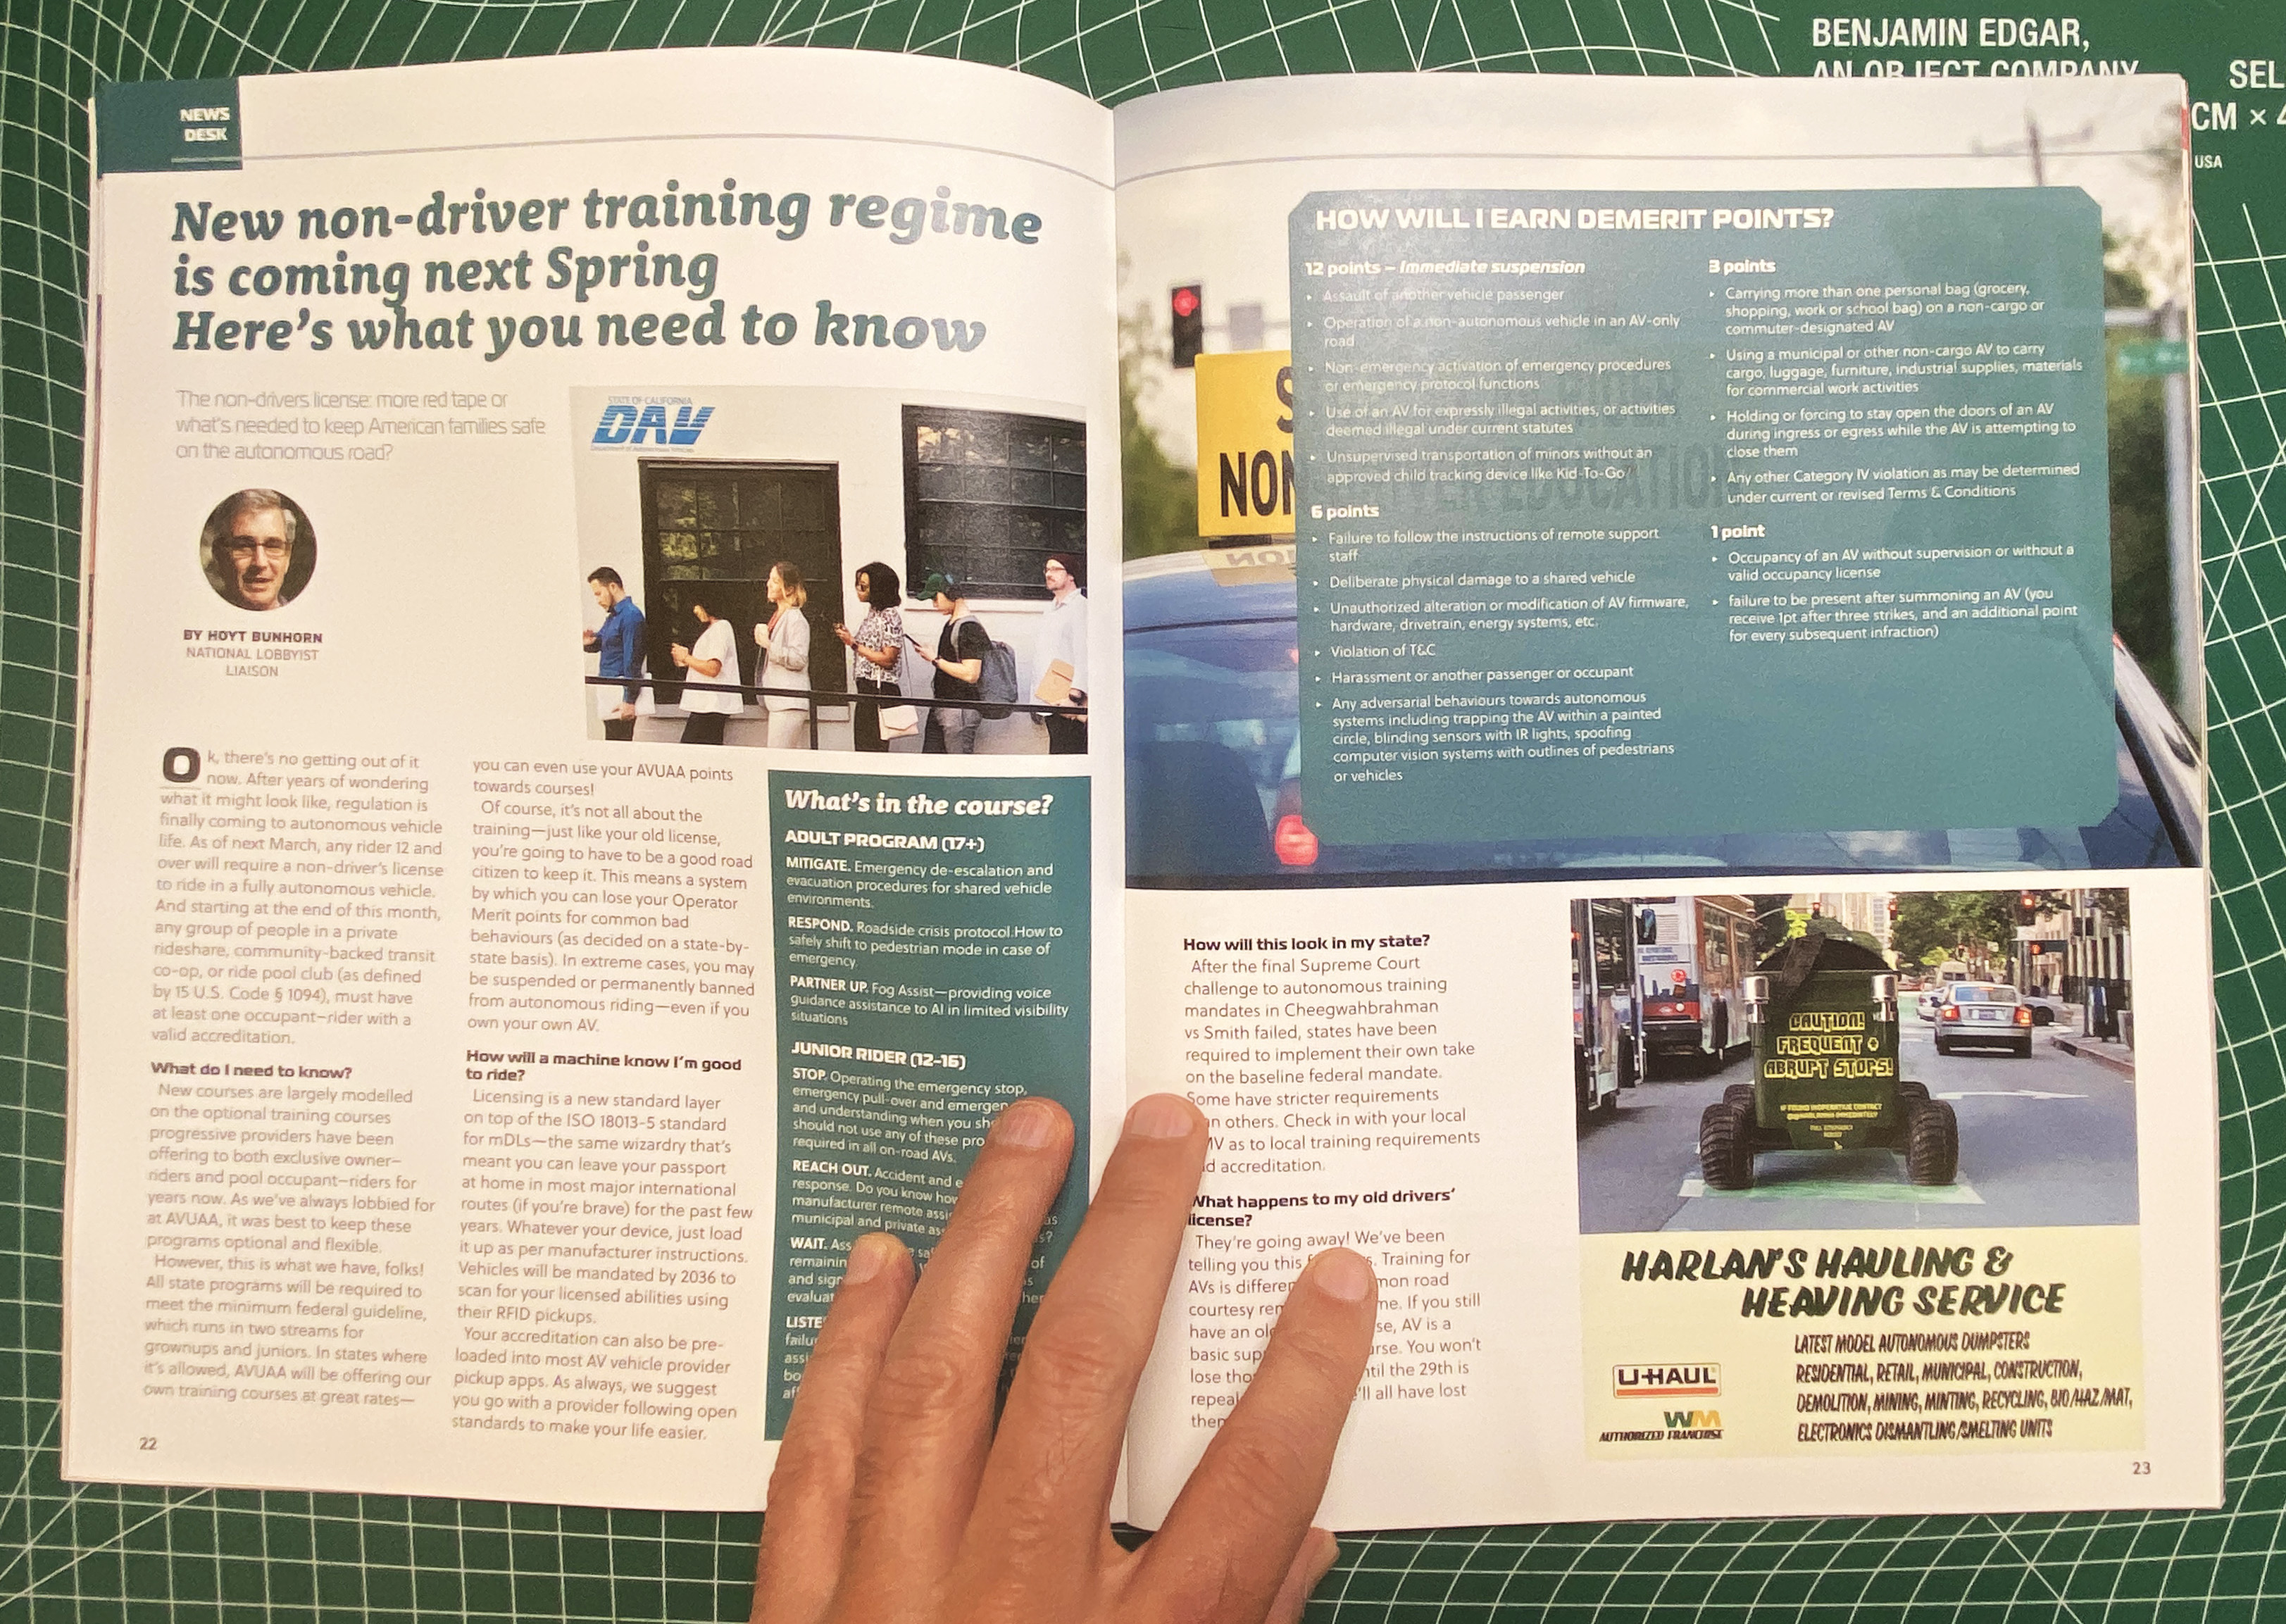 BENJAMIN EDGAR,
AN OBJECT COMPANY
SEL
CM × 4
USA
NEWS
DESK
New non-driver training regime
is coming next Spring
Here's what you need to know
The non-drivers license: more red tape or
what's needed to keep American families safe
on the autonomous road?
BY HOYT BUNHORN
NATIONAL LOBBYIST
LIAISON
STATE OF CALIFORNIA
DAV
Department of Autonomous Vehicles
Ok, there's no getting out of it
now. After years of wondering
what it might look like, regulation is
finally coming to autonomous vehicle
life. As of next March, any rider 12 and
over will require a non-driver's license
to ride in a fully autonomous vehicle.
And starting at the end of this month,
any group of people in a private
rideshare, community-backed transit
co-op, or ride pool club (as defined
by 15 U.S. Code § 1094), must have
at least one occupant–rider with a
valid accreditation.
What do I need to know?
New courses are largely modelled
on the optional training courses
progressive providers have been
offering to both exclusive owner–
riders and pool occupant–riders for
years now. As we've always lobbied for
at AVUAA, it was best to keep these
programs optional and flexible.
However, this is what we have, folks!
All state programs will be required to
meet the minimum federal guideline,
which runs in two streams for
grownups and juniors. In states where
it's allowed, AVUAA will be offering our
own training courses at great rates—
you can even use your AVUAA points
towards courses!
Of course, it's not all about the
training—just like your old license,
you're going to have to be a good road
citizen to keep it. This means a system
by which you can lose your Operator
Merit points for common bad
behaviours (as decided on a state-by-
state basis). In extreme cases, you may
be suspended or permanently banned
from autonomous riding—even if you
own your own AV.
How will a machine know I'm good
to ride?
Licensing is a new standard layer
on top of the ISO 18013-5 standard
for mDLs—the same wizardry that's
meant you can leave your passport
at home in most major international
routes (if you're brave) for the past few
years. Whatever your device, just load
it up as per manufacturer instructions.
Vehicles will be mandated by 2036 to
scan for your licensed abilities using
their RFID pickups.
Your accreditation can also be pre-
loaded into most AV vehicle provider
pickup apps. As always, we suggest
you go with a provider following open
standards to make your life easier.
What's in the course?
ADULT PROGRAM (17+)
MITIGATE. Emergency de-escalation and
evacuation procedures for shared vehicle
environments.
RESPOND. Roadside crisis protocol.How to
safely shift to pedestrian mode in case of
emergency.
PARTNER UP. Fog Assist—providing voice
guidance assistance to AI in limited visibility
situations
JUNIOR RIDER (12-16)
STOP. Operating the emergency stop,
emergency pull-over and emergen
and understanding when you sh
should not use any of these pro
required in all on-road AVs.
REACH OUT. Accident and e
response. Do you know how
manufacturer remote assi
municipal and private as
WAIT. Ass
remainin of
and sign
evaluat her
LISTE
failu
assi
bo
af
22
HOW WILL I EARN DEMERIT POINTS?
12 points – Immediate suspension
▸ Assault of another vehicle passenger
▸ Operation of a non-autonomous vehicle in an AV-only
road
▸ Non-emergency activation of emergency procedures
or emergency protocol functions
▸ Use of an AV for expressly illegal activities, or activities
deemed illegal under current statutes
▸ Unsupervised transportation of minors without an
approved child tracking device like Kid-To-Go/
6 points
▸ Failure to follow the instructions of remote support
staff
▸ Deliberate physical damage to a shared vehicle
▸ Unauthorized alteration or modification of AV firmware,
hardware, drivetrain, energy systems, etc.
▸ Violation of T&C
▸ Harassment or another passenger or occupant
▸ Any adversarial behaviours towards autonomous
systems including trapping the AV within a painted
circle, blinding sensors with IR lights, spoofing
computer vision systems with outlines of pedestrians
or vehicles
3 points
▸ Carrying more than one personal bag (grocery,
shopping, work or school bag) on a non-cargo or
commuter-designated AV
▸ Using a municipal or other non-cargo AV to carry
cargo, luggage, furniture, industrial supplies, materials
for commercial work activities
▸ Holding or forcing to stay open the doors of an AV
during ingress or egress while the AV is attempting to
close them
▸ Any other Category IV violation as may be determined
under current or revised Terms & Conditions
1 point
▸ Occupancy of an AV without supervision or without a
valid occupancy license
▸ failure to be present after summoning an AV (you
receive 1pt after three strikes, and an additional point
for every subsequent infraction)
S
NON
How will this look in my state?
After the final Supreme Court
challenge to autonomous training
mandates in Cheegwahbrahman
vs Smith failed, states have been
required to implement their own take
on the baseline federal mandate.
Some have stricter requirements
an others. Check in with your local
MV as to local training requirements
d accreditation.
What happens to my old drivers'
license?
They're going away! We've been
telling you this f s. Training for
AVs is differen mon road
courtesy rem me. If you still
have an ol se, AV is a
basic sup rse. You won't
lose tho til the 29th is
repeal 'll all have lost
them
CAUTION!
FREQUENT +
ABRUPT STOPS!
IF FOUND INOPERATIVE CONTACT
HARLAN'S HAULING &
HEAVING SERVICE
LATEST MODEL AUTONOMOUS DUMPSTERS
RESIDENTIAL, RETAIL, MUNICIPAL, CONSTRUCTION,
DEMOLITION, MINING, MINTING, RECYCLING, BIO/HAZ/MAT,
ELECTRONICS DISMANTLING/SMELTING UNITS
U-HAUL
WM
AUTHORIZED FRANCHISE
23